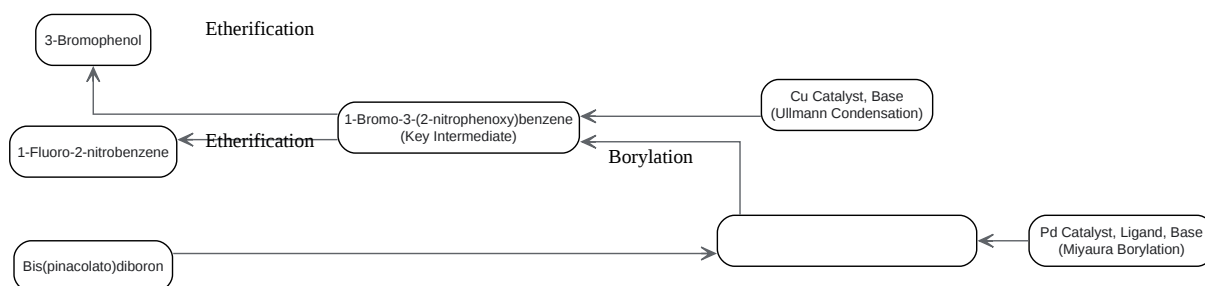 Etherification
3-Bromophenol
Cu Catalyst, Base
(Ullmann Condensation)
1-Bromo-3-(2-nitrophenoxy)benzene
(Key Intermediate)
Etherification
1-Fluoro-2-nitrobenzene
Borylation
Pd Catalyst, Ligand, Base
(Miyaura Borylation)
Bis(pinacolato)diboron